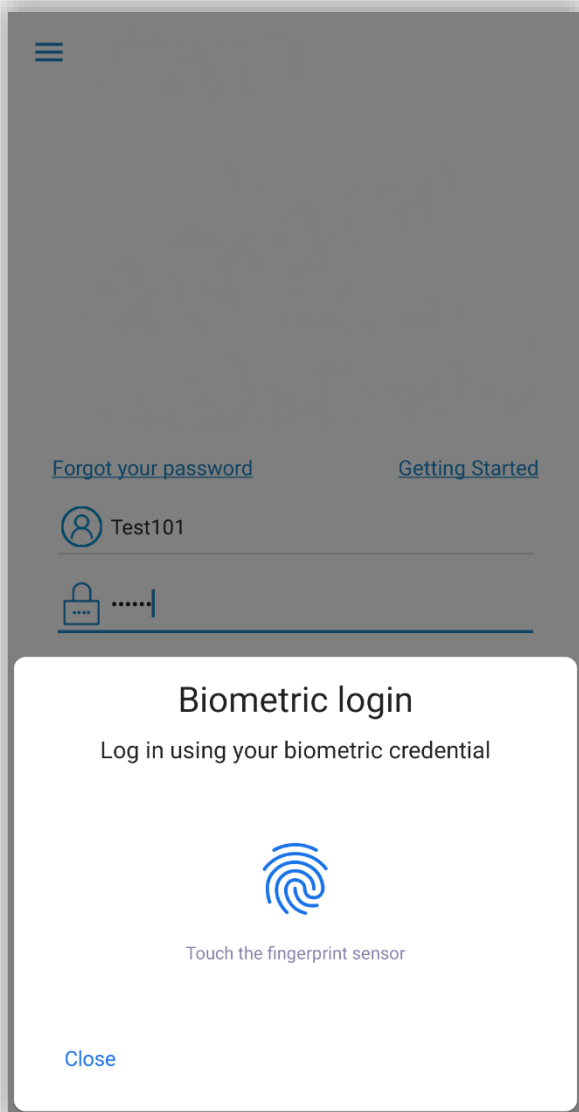 Forgot your password
Getting Started
Test101
••••••
Biometric login
Log in using your biometric credential
Touch the fingerprint sensor
Close